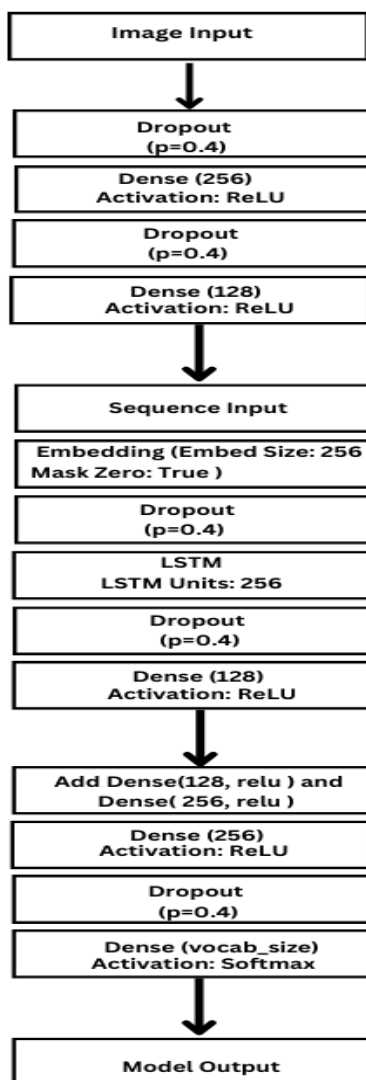 Image Input
Dropout
(p=0.4)
Dense (256)
Activation: ReLU
Dropout
(p=0.4)
Dense (128)
Activation: ReLU
Sequence Input
Embedding (Embed Size: 256
Mask Zero: True )
Dropout
(p=0.4)
LSTM
LSTM Units: 256
Dropout
(p=0.4)
Dense (128)
Activation: ReLU
Add Dense(128, relu ) and
Dense( 256, relu )
Dense (256)
Activation: ReLU
Dropout
(p=0.4)
Dense (vocab_size)
Activation: Softmax
Model Output